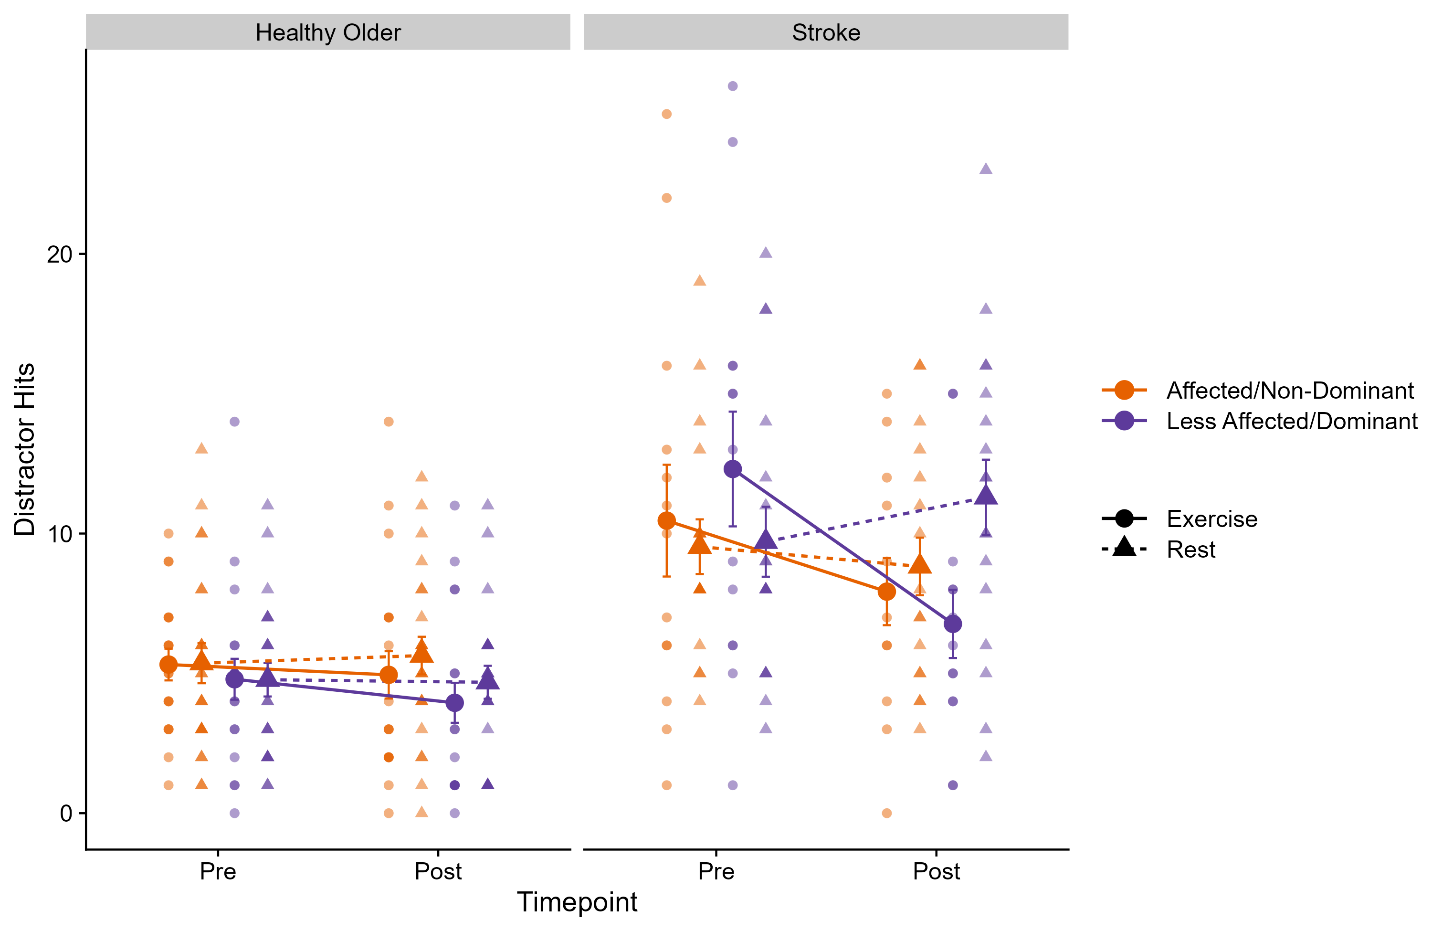 Healthy Older
Stroke
Distractor Hits
20
10
0
Pre
Post
Pre
Post
Timepoint
Affected/Non-Dominant
Less Affected/Dominant
Exercise
Rest